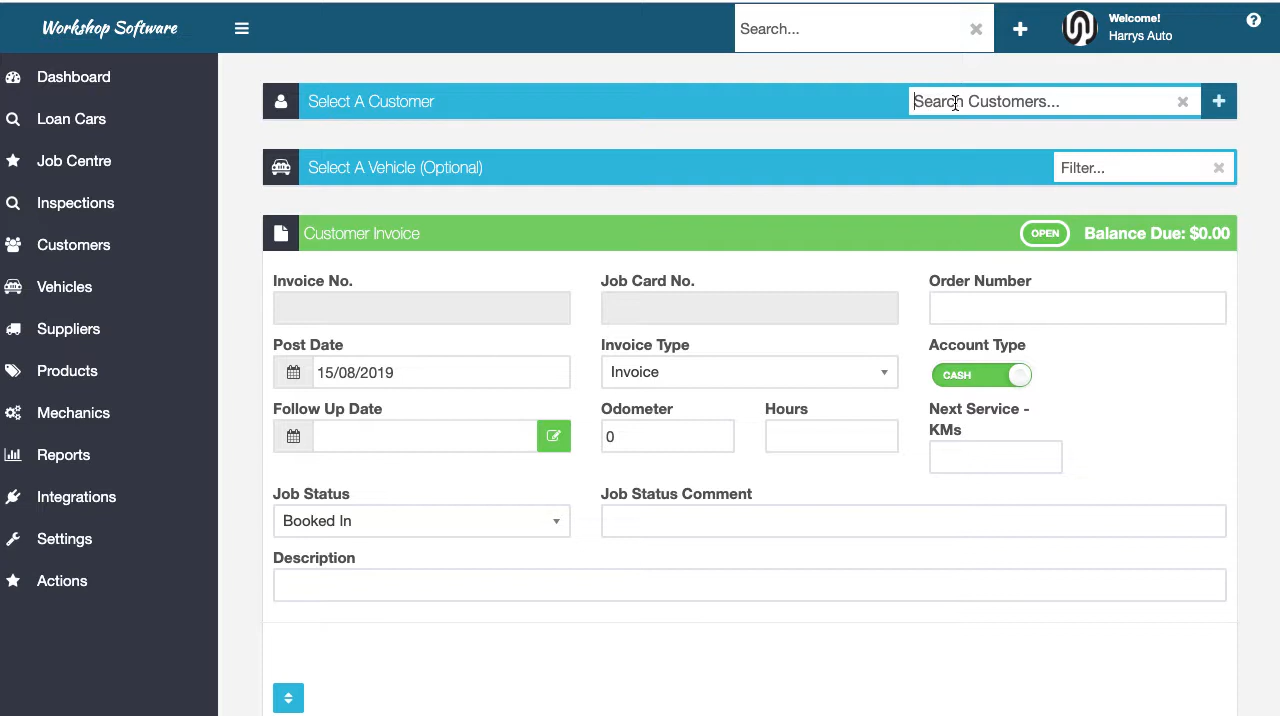 Workshop Software
Search...
Welcome!
Harrys Auto
Dashboard
Loan Cars
Job Centre
Inspections
Customers
Vehicles
Suppliers
Products
Mechanics
Reports
Integrations
Settings
Actions
Select A Customer
Search Customers...
Select A Vehicle (Optional)
Filter...
Customer Invoice
OPEN
Balance Due: $0.00
Invoice No.
Job Card No.
Order Number
Post Date
Invoice Type
Account Type
15/08/2019
Invoice
CASH
Follow Up Date
Odometer
Hours
Next Service -
KMs
0
Job Status
Job Status Comment
Booked In
Description